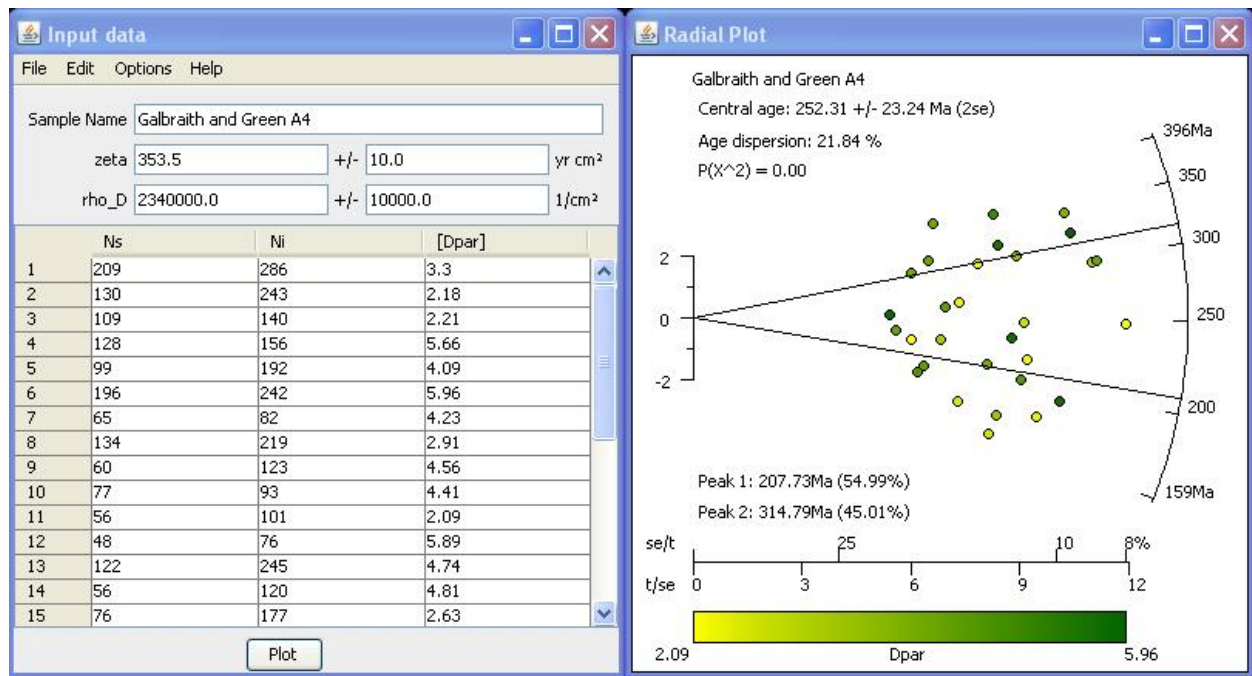 Input data
File Edit Options Help
Sample Name Galbraith and Green A4
zeta 353.5 +/- 10.0 yr cm²
rho_D 2340000.0 +/- 10000.0 1/cm²
Ns Ni [Dpar]
1 209 286 3.3
2 130 243 2.18
3 109 140 2.21
4 128 156 5.66
5 99 192 4.09
6 196 242 5.96
7 65 82 4.23
8 134 219 2.91
9 60 123 4.56
10 77 93 4.41
11 56 101 2.09
12 48 76 5.89
13 122 245 4.74
14 56 120 4.81
15 76 177 2.63
Plot
Radial Plot
Galbraith and Green A4
Central age: 252.31 +/- 23.24 Ma (2se)
Age dispersion: 21.84 %
P(X^2) = 0.00
396Ma
350
300
250
200
159Ma
2
0
-2
Peak 1: 207.73Ma (54.99%)
Peak 2: 314.79Ma (45.01%)
se/t 25 10 8%
t/se 0 3 6 9 12
2.09 Dpar 5.96